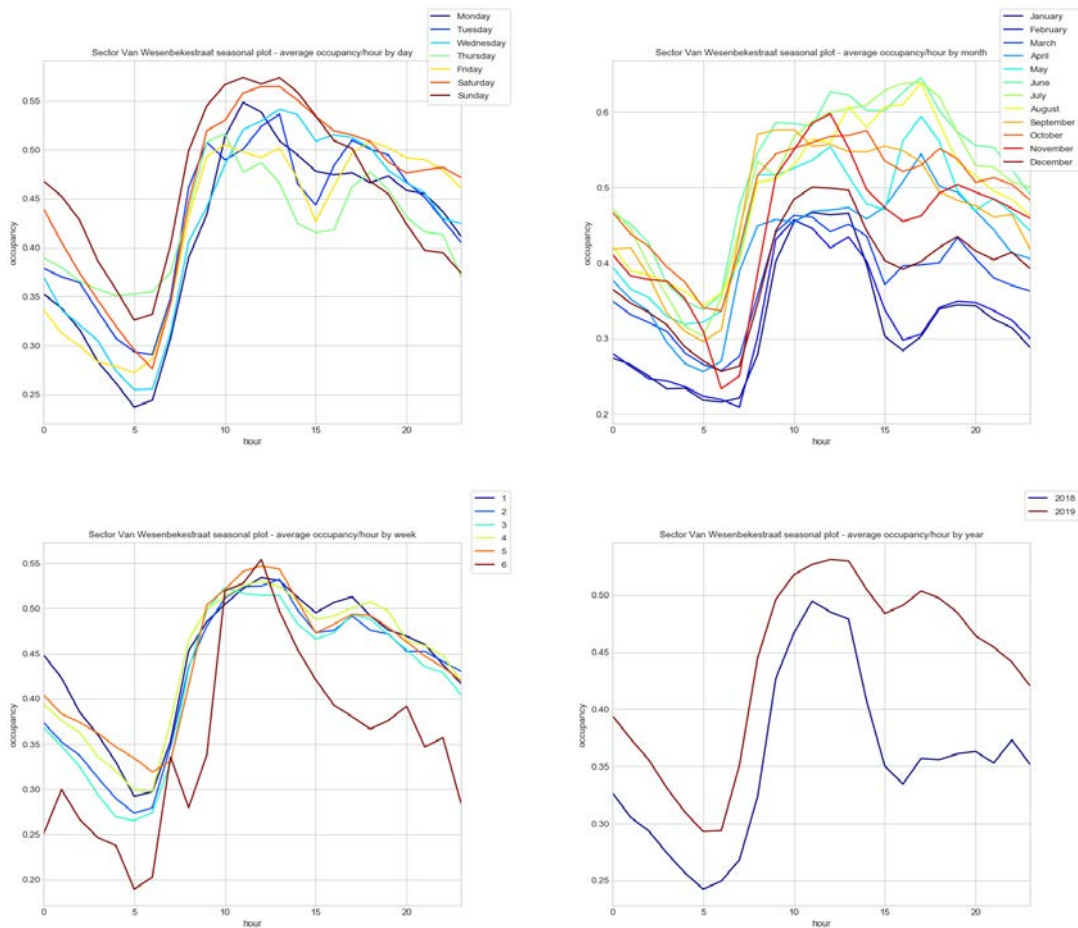 Monday
Tuesday
Wednesday
Thursday
Friday
Saturday
Sunday
Sector Van Wesenbekestraat seasonal plot - average occupancy/hour by day
0.55
0.50
0.45
0.40
0.35
0.30
0.25
occupancy
0
5
10
15
20
hour
January
February
March
April
May
June
July
August
September
October
November
December
Sector Van Wesenbekestraat seasonal plot - average occupancy/hour by month
0.6
0.5
0.4
0.3
0.2
occupancy
0
5
10
15
20
hour
1
2
3
4
5
6
Sector Van Wesenbekestraat seasonal plot - average occupancy/hour by week
0.55
0.50
0.45
0.40
0.35
0.30
0.25
0.20
occupancy
0
5
10
15
20
hour
2018
2019
Sector Van Wesenbekestraat seasonal plot - average occupancy/hour by year
0.50
0.45
0.40
0.35
0.30
0.25
occupancy
0
5
10
15
20
hour